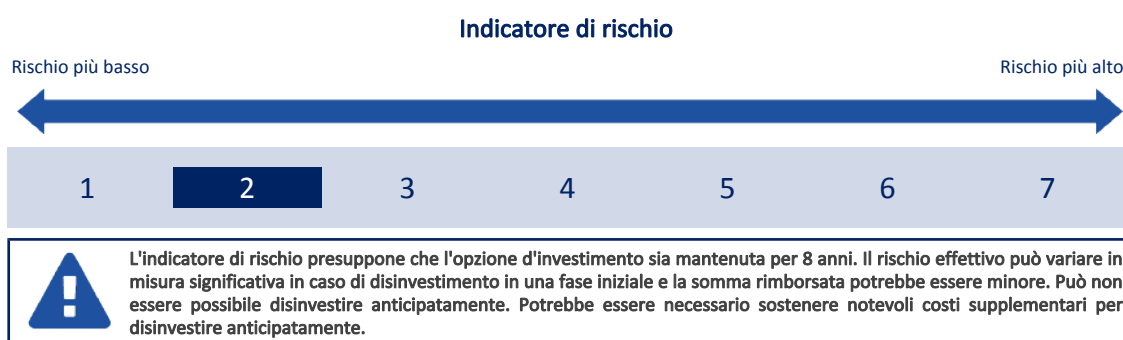 Indicatore di rischio
Rischio più basso
Rischio più alto
1 2 3 4 5 6 7
L'indicatore di rischio presuppone che l'opzione d'investimento sia mantenuta per 8 anni. Il rischio effettivo può variare in
misura significativa in caso di disinvestimento in una fase iniziale e la somma rimborsata potrebbe essere minore. Può non
essere possibile disinvestire anticipatamente. Potrebbe essere necessario sostenere notevoli costi supplementari per
disinvestire anticipatamente.